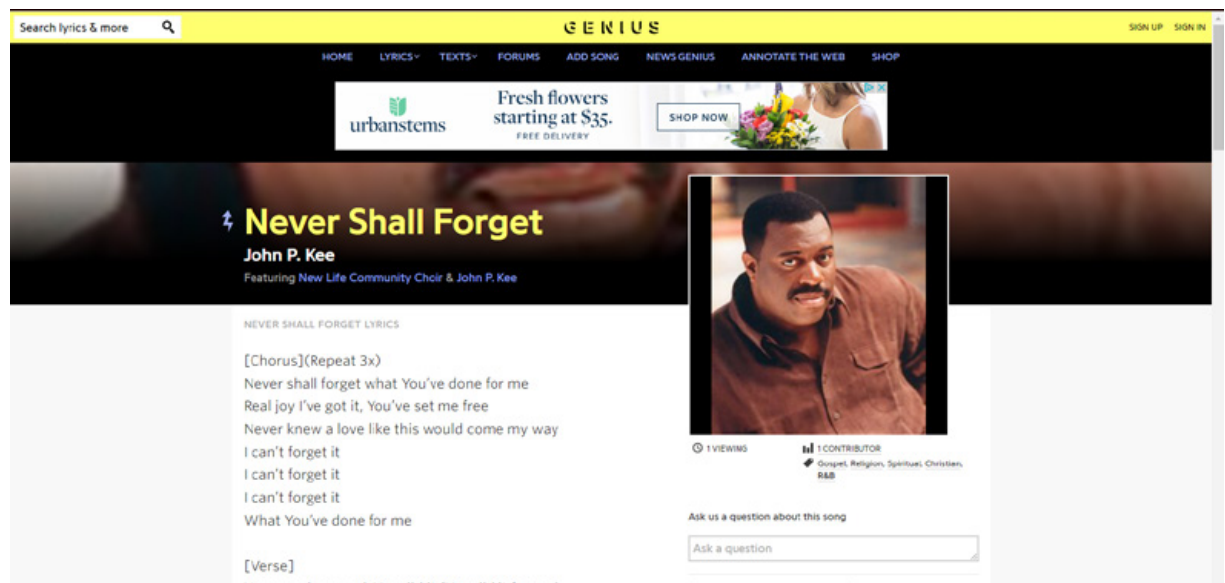 Search lyrics & more
GENIUS
SIGN UP SIGN IN
HOME LYRICS TEXTS FORUMS ADD SONG NEWS GENIUS ANNOTATE THE WEB SHOP
urbanstems
Fresh flowers
starting at $35.
FREE DELIVERY
SHOP NOW
Never Shall Forget
John P. Kee
Featuring New Life Community Choir & John P. Kee
NEVER SHALL FORGET LYRICS
[Chorus](Repeat 3x)
Never shall forget what You've done for me
Real joy I've got it, You've set me free
Never knew a love like this would come my way
I can't forget it
I can't forget it
I can't forget it
What You've done for me
[Verse]
1 VIEWING
1 CONTRIBUTOR
Gospel, Religion, Spiritual, Christian,
R&B
Ask us a question about this song
Ask a question